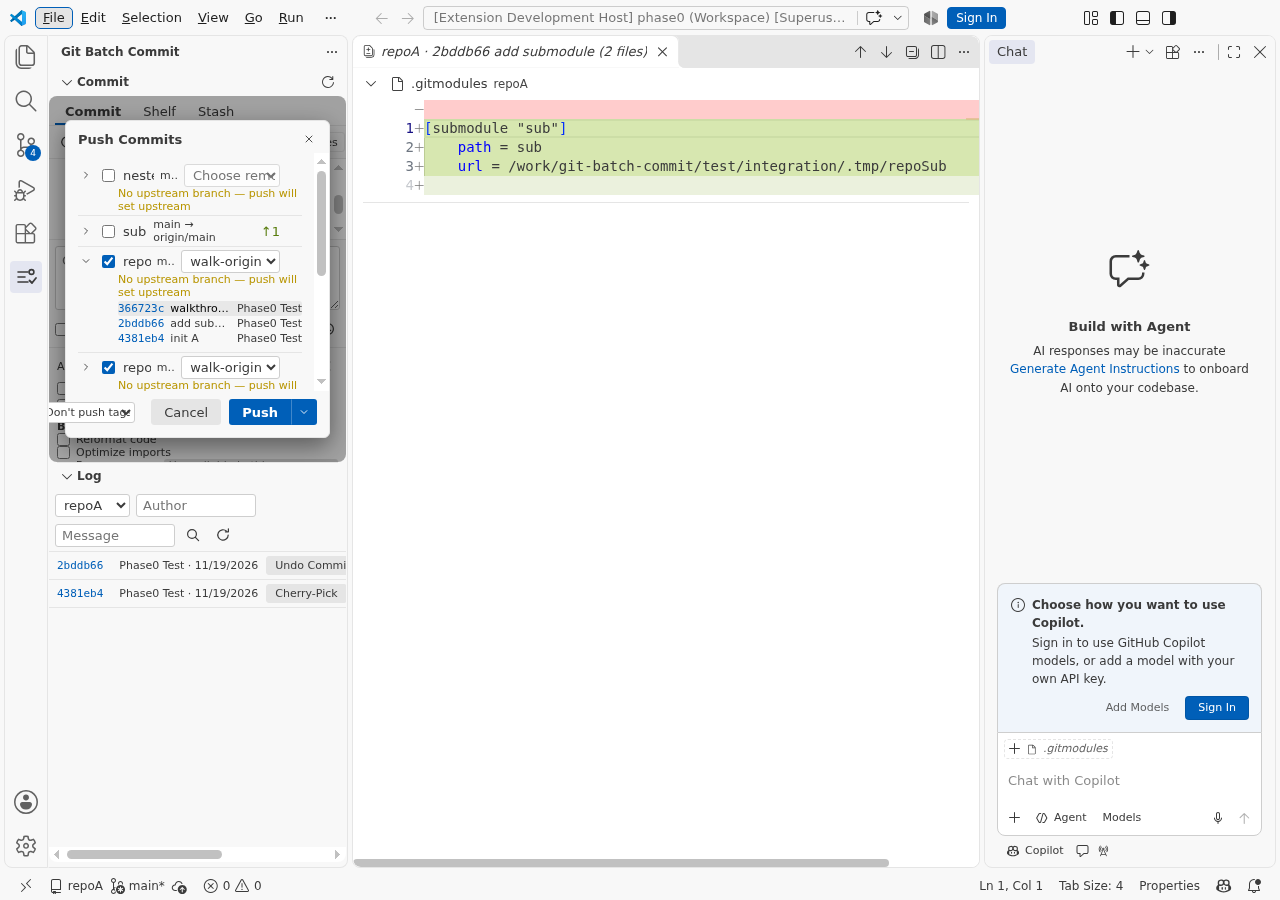 File Edit Selection View Go Run ···
[Extension Development Host] phase0 (Workspace) [Superus...
Sign In
Git Batch Commit
Commit
Commit Shelf Stash
Push Commits
neste m.. Choose rem
No upstream branch — push will
set upstream
sub main →
origin/main ↑1
repo m.. walk-origin
No upstream branch — push will
set upstream
366723c walkthro... Phase0 Test
2bddb66 add sub... Phase0 Test
4381eb4 init A Phase0 Test
repo m.. walk-origin
No upstream branch — push will
Don't push tags Cancel Push
Reformat code
Optimize imports
Log
repoA Author
Message
2bddb66 Phase0 Test · 11/19/2026 Undo Commi
4381eb4 Phase0 Test · 11/19/2026 Cherry-Pick
4
repoA · 2bddb66 add submodule (2 files)
.gitmodules repoA
1+ [submodule "sub"]
2+ path = sub
3+ url = /work/git-batch-commit/test/integration/.tmp/repoSub
4+
Chat
Build with Agent
AI responses may be inaccurate
Generate Agent Instructions to onboard
AI onto your codebase.
Choose how you want to use
Copilot.
Sign in to use GitHub Copilot
models, or add a model with your
own API key.
Add Models Sign In
.gitmodules
Chat with Copilot
Agent Models
Copilot
repoA main* 0 0
Ln 1, Col 1 Tab Size: 4 Properties